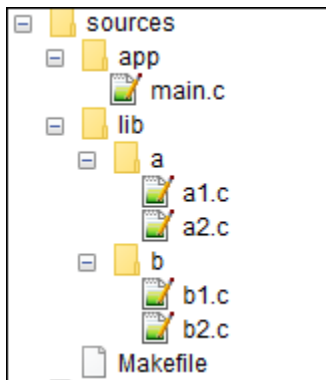 sources
app
main.c
lib
a
a1.c
a2.c
b
b1.c
b2.c
Makefile